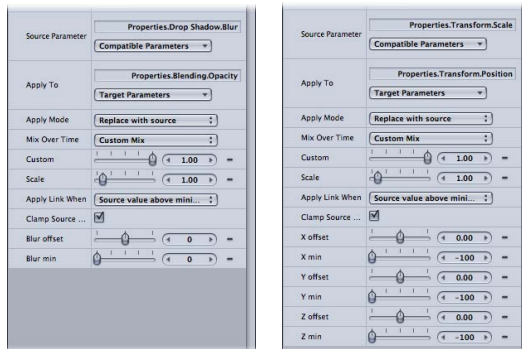 Properties.Drop Shadow.Blur
Source Parameter
Compatible Parameters
Properties.Blending.Opacity
Apply To
Target Parameters
Apply Mode Replace with source
Mix Over Time Custom Mix
Custom 1.00
Scale 1.00
Apply Link When Source value above mini...
Clamp Source ...
Blur offset 0
Blur min 0
Properties.Transform.Scale
Source Parameter
Compatible Parameters
Properties.Transform.Position
Apply To
Target Parameters
Apply Mode Replace with source
Mix Over Time Custom Mix
Custom 1.00
Scale 1.00
Apply Link When Source value above mini...
Clamp Source ...
X offset 0.00
X min -100
Y offset 0.00
Y min -100
Z offset 0.00
Z min -100